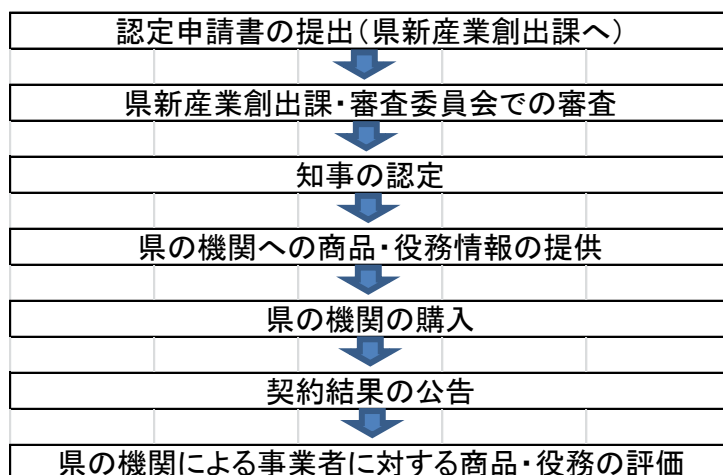 認定申請書の提出(県新産業創出課へ)
県新産業創出課・審査委員会での審査
知事の認定
県の機関への商品・役務情報の提供
県の機関の購入
契約結果の公告
県の機関による事業者に対する商品・役務の評価